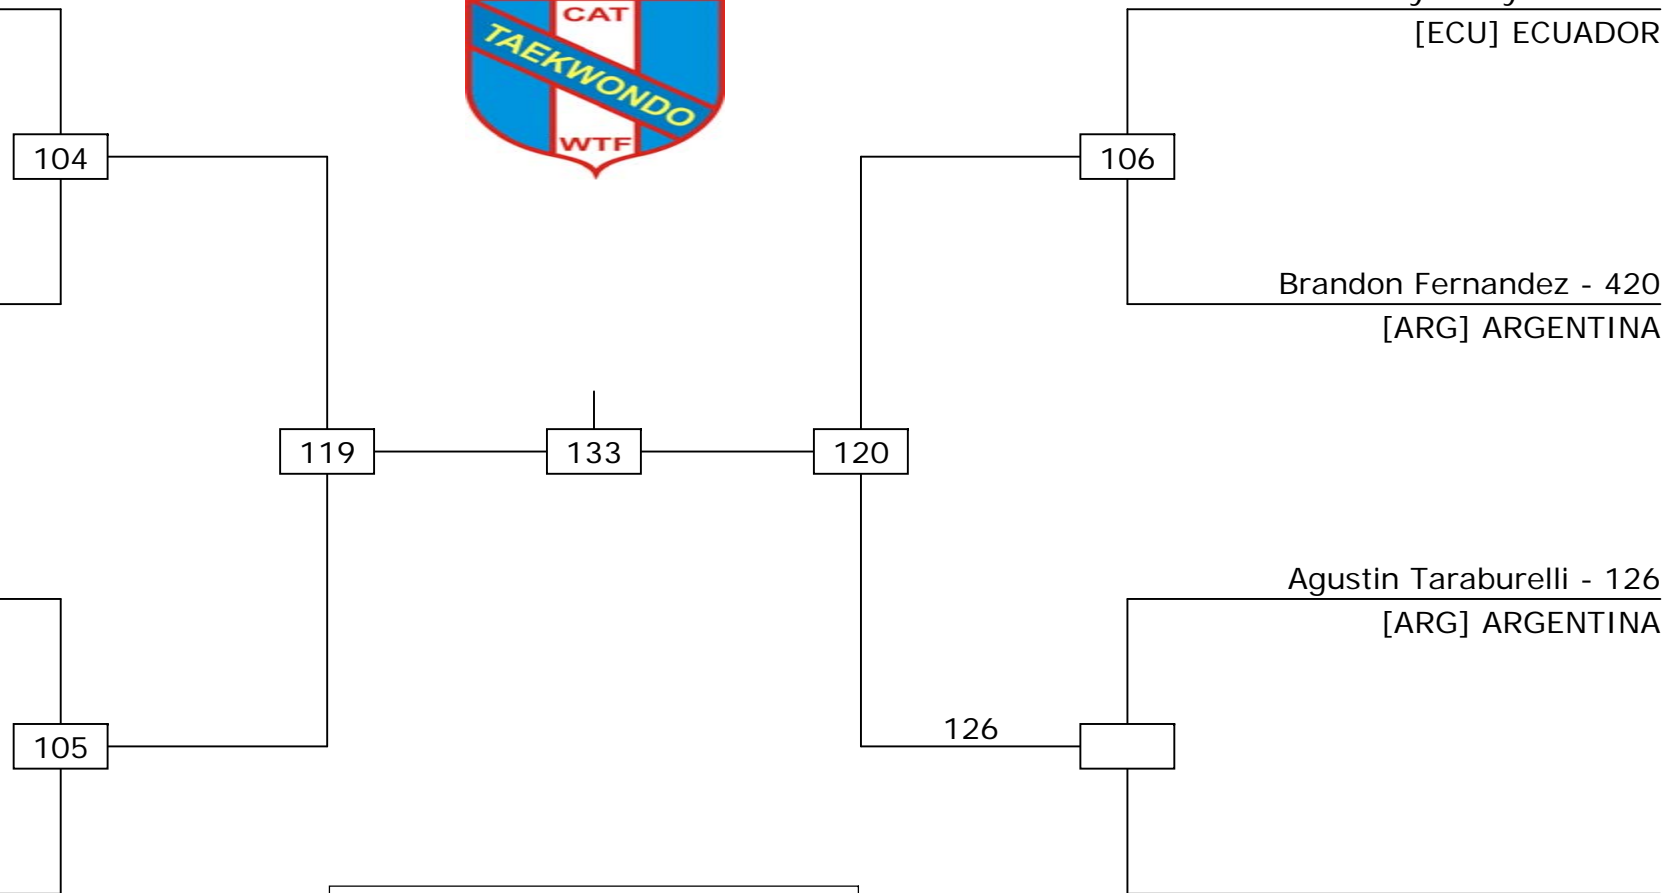 CAT
TAEKWONDO
WTF
[ECU] ECUADOR
104
106
Brandon Fernandez - 420
[ARG] ARGENTINA
119
133
120
Agustin Taraburelli - 126
[ARG] ARGENTINA
105
126